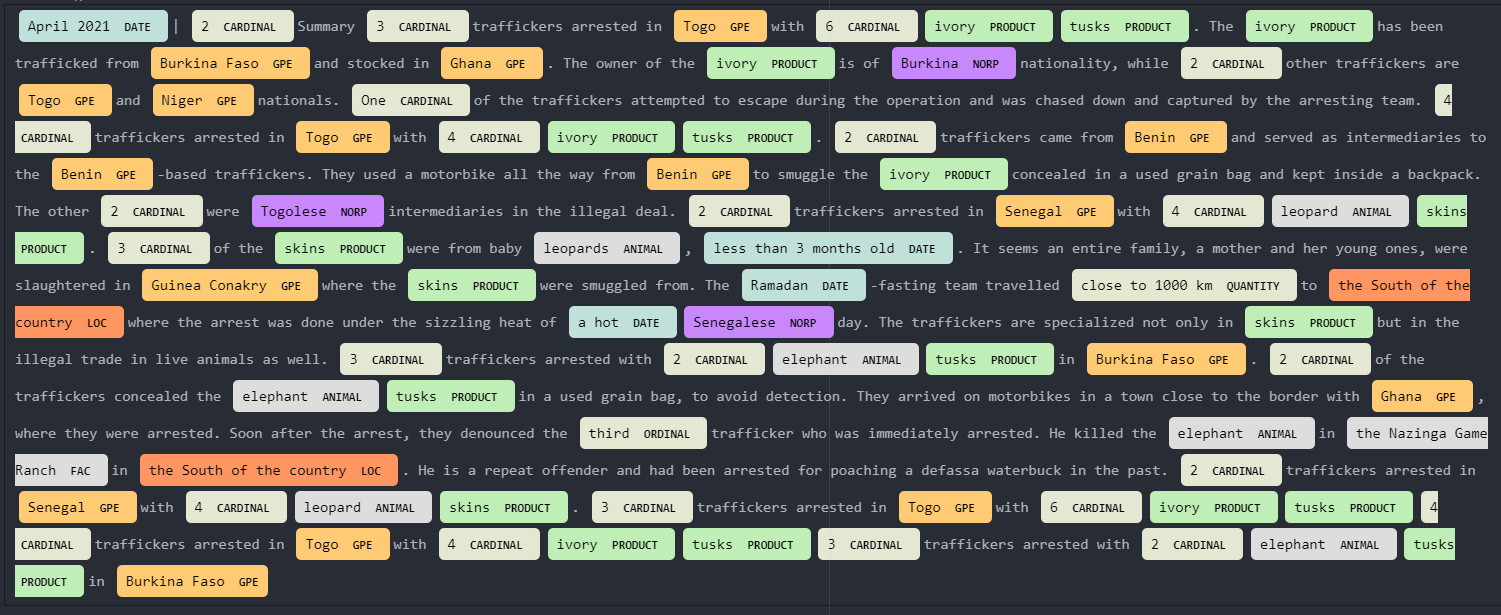 April 2021 DATE | 2 CARDINAL Summary 3 CARDINAL traffickers arrested in Togo GPE with 6 CARDINAL ivory PRODUCT tusks PRODUCT . The ivory PRODUCT has been
trafficked from Burkina Faso GPE and stocked in Ghana GPE . The owner of the ivory PRODUCT is of Burkina NORP nationality, while 2 CARDINAL other traffickers are
Togo GPE and Niger GPE nationals. One CARDINAL of the traffickers attempted to escape during the operation and was chased down and captured by the arresting team. 4
CARDINAL traffickers arrested in Togo GPE with 4 CARDINAL ivory PRODUCT tusks PRODUCT . 2 CARDINAL traffickers came from Benin GPE and served as intermediaries to
the Benin GPE -based traffickers. They used a motorbike all the way from Benin GPE to smuggle the ivory PRODUCT concealed in a used grain bag and kept inside a backpack.
The other 2 CARDINAL were Togolese NORP intermediaries in the illegal deal. 2 CARDINAL traffickers arrested in Senegal GPE with 4 CARDINAL leopard ANIMAL skins
PRODUCT . 3 CARDINAL of the skins PRODUCT were from baby leopards ANIMAL , less than 3 months old DATE . It seems an entire family, a mother and her young ones, were
slaughtered in Guinea Conakry GPE where the skins PRODUCT were smuggled from. The Ramadan DATE -fasting team travelled close to 1000 km QUANTITY to the South of the
country LOC where the arrest was done under the sizzling heat of a hot DATE Senegalese NORP day. The traffickers are specialized not only in skins PRODUCT but in the
illegal trade in live animals as well. 3 CARDINAL traffickers arrested with 2 CARDINAL elephant ANIMAL tusks PRODUCT in Burkina Faso GPE . 2 CARDINAL of the
traffickers concealed the elephant ANIMAL tusks PRODUCT in a used grain bag, to avoid detection. They arrived on motorbikes in a town close to the border with Ghana GPE ,
where they were arrested. Soon after the arrest, they denounced the third ORDINAL trafficker who was immediately arrested. He killed the elephant ANIMAL in the Nazinga Game
Ranch FAC in the South of the country LOC . He is a repeat offender and had been arrested for poaching a defassa waterbuck in the past. 2 CARDINAL traffickers arrested in
Senegal GPE with 4 CARDINAL leopard ANIMAL skins PRODUCT . 3 CARDINAL traffickers arrested in Togo GPE with 6 CARDINAL ivory PRODUCT tusks PRODUCT 4
CARDINAL traffickers arrested in Togo GPE with 4 CARDINAL ivory PRODUCT tusks PRODUCT 3 CARDINAL traffickers arrested with 2 CARDINAL elephant ANIMAL tusks
PRODUCT in Burkina Faso GPE